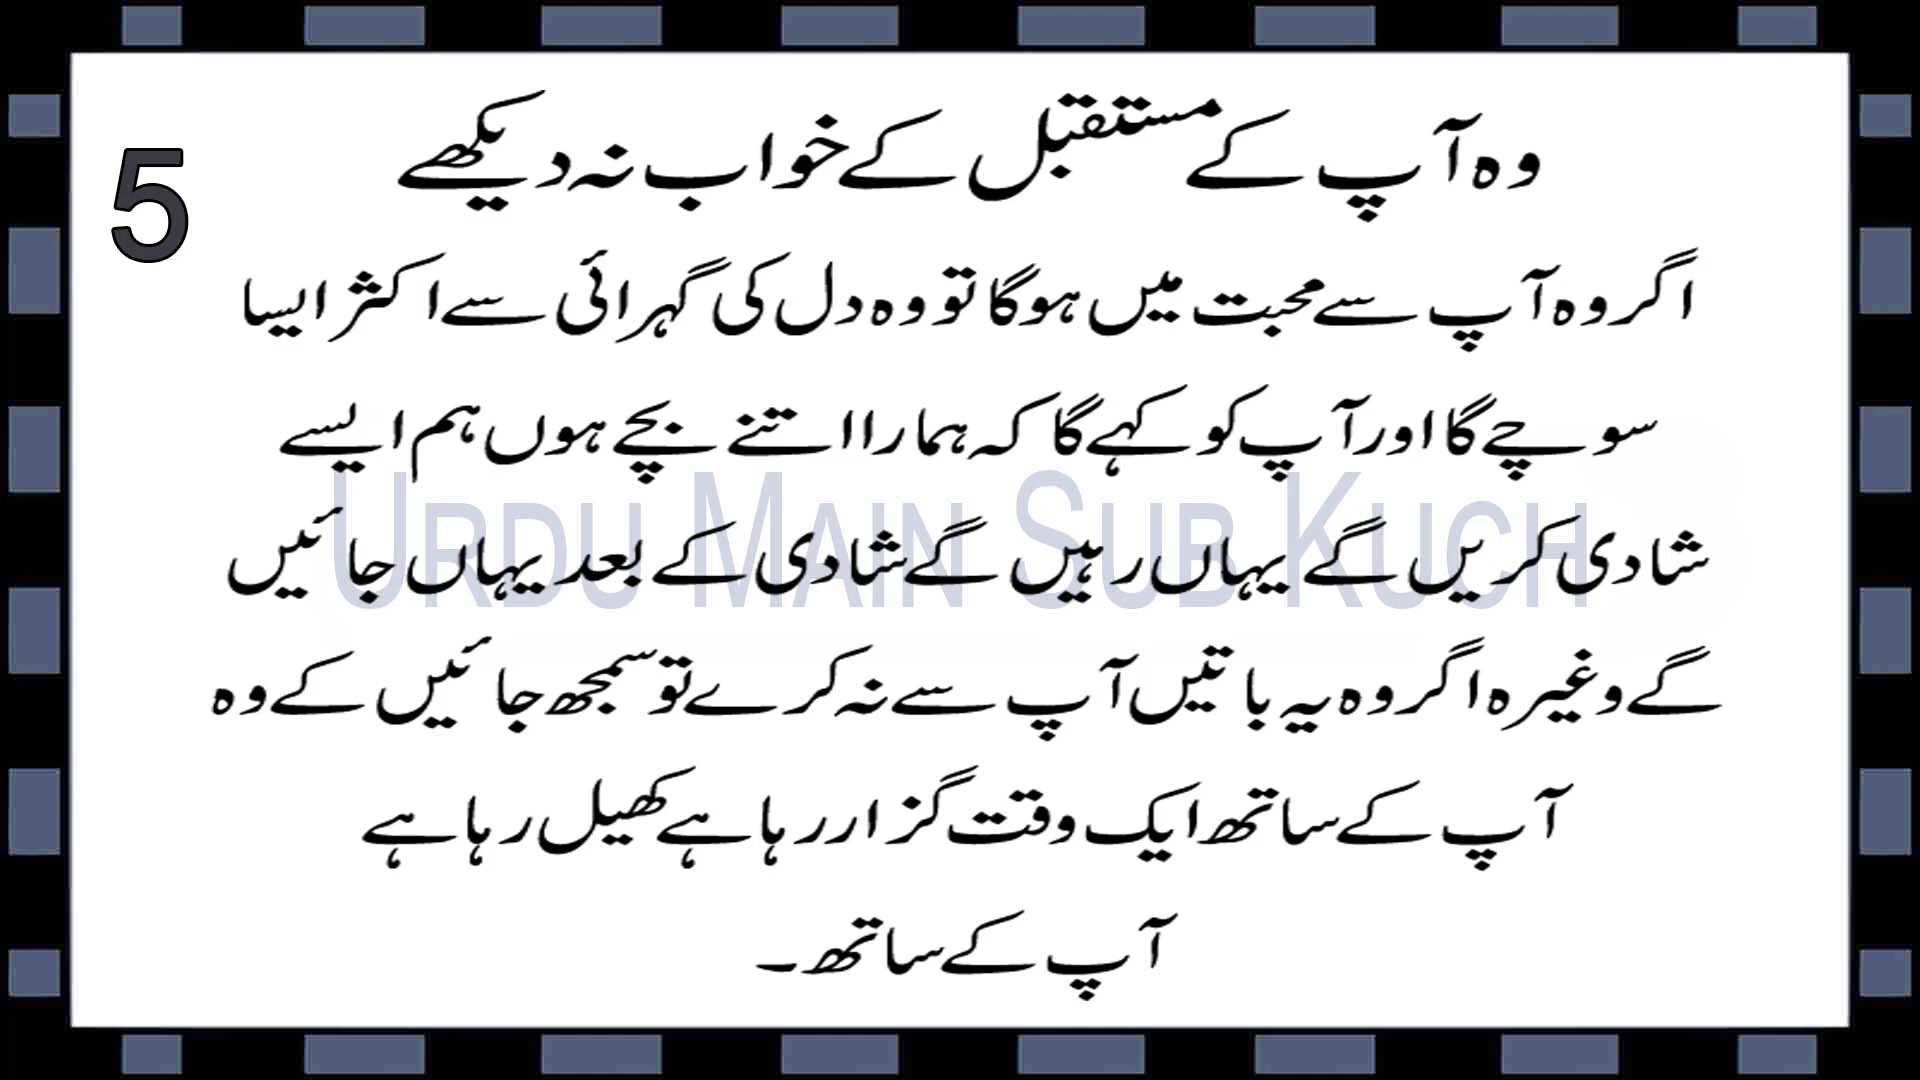 5
وہ آپ کے مستقبل کے خواب نہ دیکھے
اگر وہ آپ سے محبت میں ہوگا تو وہ دل کی گہرائی سے اکثر ایسا
سوچے گا اور آپ کو کہے گا کہ ہمارا اتنے بچے ہوں ہم ایسے
شادی کریں گے یہاں رہیں گے شادی کے بعد یہاں جائیں
گے وغیرہ اگر وہ یہ باتیں آپ سے نہ کرے تو سمجھ جائیں کے وہ
آپ کے ساتھ ایک وقت گزار رہا ہے کھیل رہا ہے
آپ کے ساتھ۔
URDU MAIN SUB KUCH